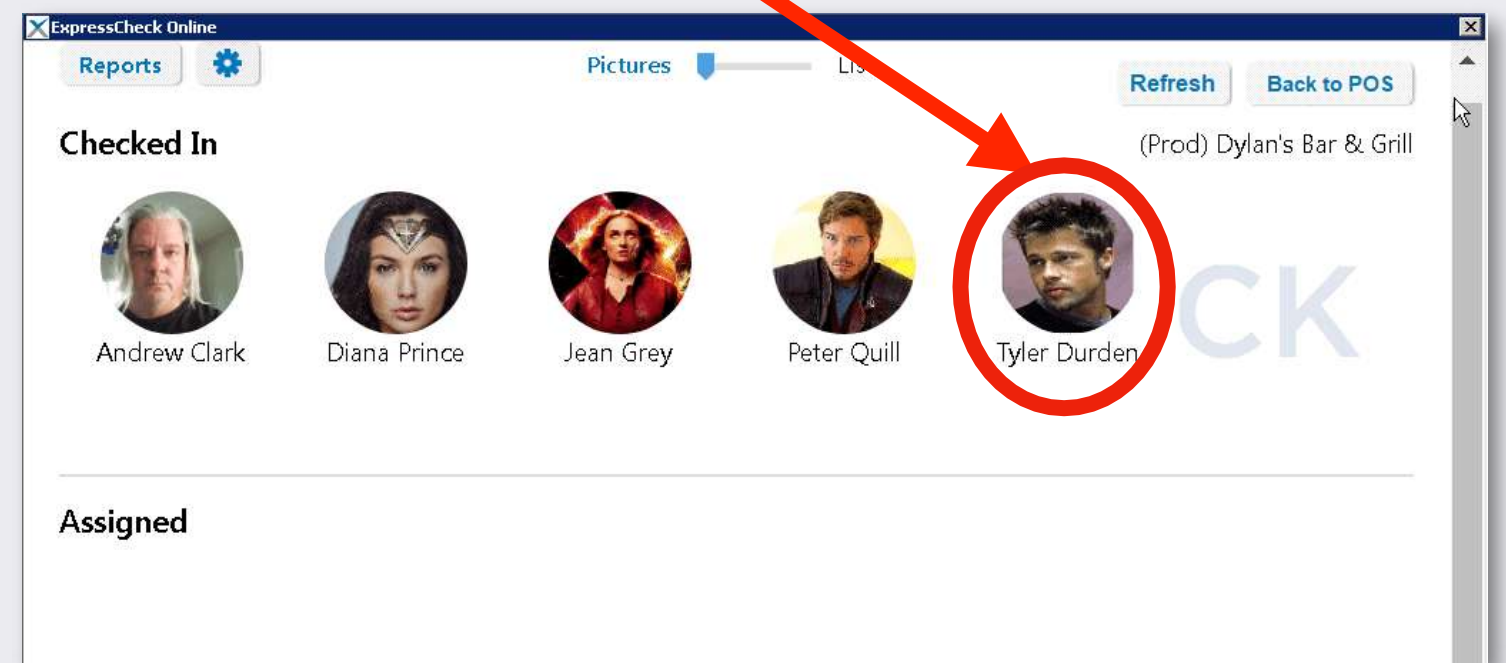 ExpressCheck Online
Reports
Pictures
Refresh
Back to POS
Checked In
(Prod) Dylan's Bar & Grill
Andrew Clark
Diana Prince
Jean Grey
Peter Quill
Tyler Durden
CK
Assigned